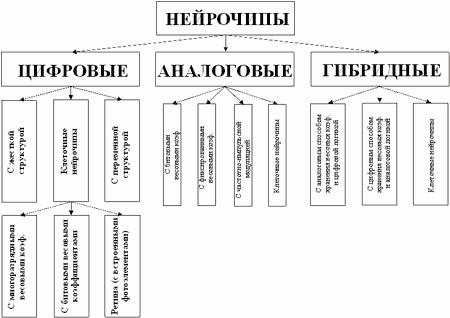 НЕЙРОЧИПЫ
ЦИФРОВЫЕ
АНАЛОГОВЫЕ
ГИБРИДНЫЕ
С жесткой
структурой
Клеточные
нейрочипы
С переменной
структурой
С битовыми
весовыми коэф.
С фиксированными
весовыми коэф.
С частотно-импульсной
модуляцией
Клеточные нейрочипы
С аналоговым способом
хранения весовых коэф.
и цифровой логикой
С цифровым способом
хранения весовых коэф.
и аналоговой логикой
Клеточные нейрочипы
С многоразрядными
весовыми коэф.
С битовыми весовыми
коэффициентами
Ретина (с встроенными
фотоэлементами)